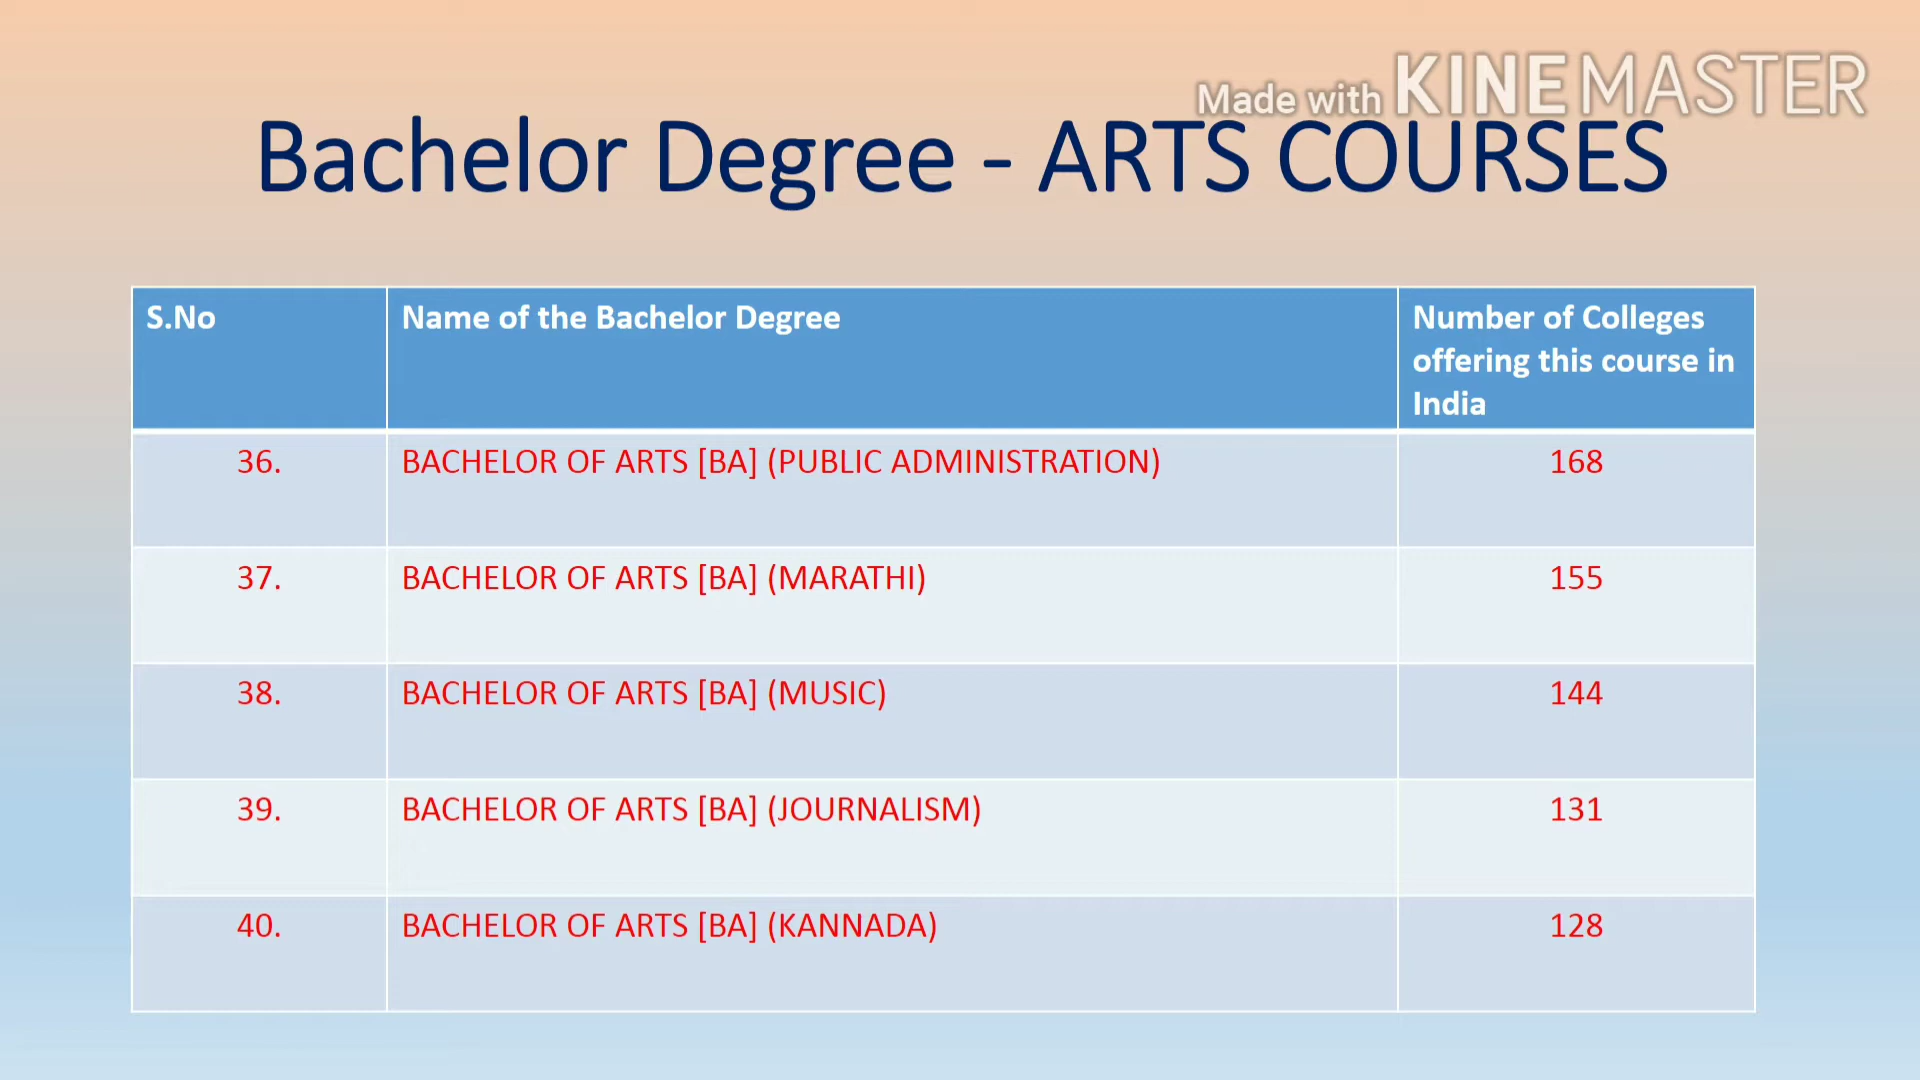 Made with KINEMASTER
Bachelor Degree - ARTS COURSES
S.No Name of the Bachelor Degree Number of Colleges
offering this course in
India
36. BACHELOR OF ARTS [BA] (PUBLIC ADMINISTRATION) 168
37. BACHELOR OF ARTS [BA] (MARATHI) 155
38. BACHELOR OF ARTS [BA] (MUSIC) 144
39. BACHELOR OF ARTS [BA] (JOURNALISM) 131
40. BACHELOR OF ARTS [BA] (KANNADA) 128